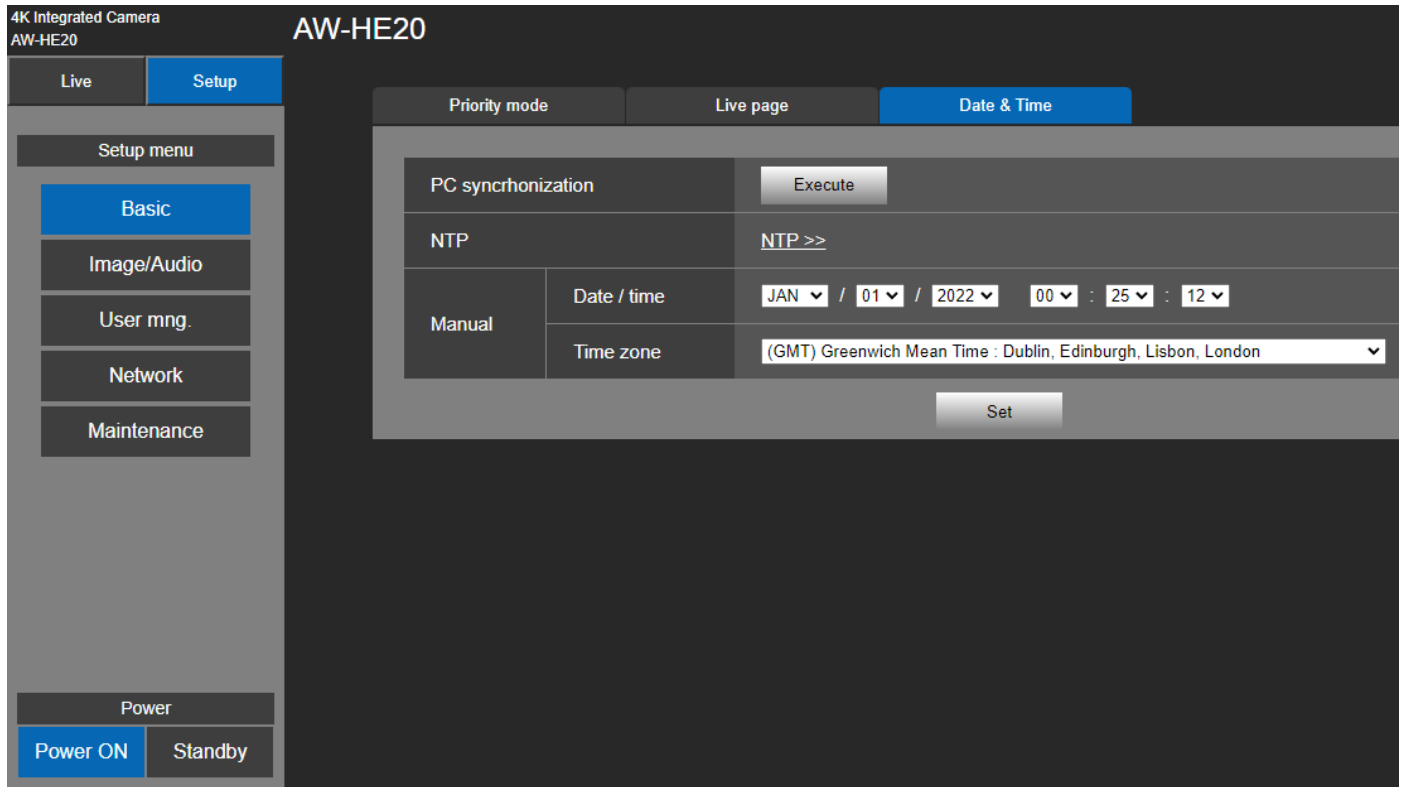 4K Integrated Camera
AW-HE20
AW-HE20
Live Setup
Priority mode Live page Date & Time
Setup menu
Basic
Image/Audio
User mng.
Network
Maintenance
PC syncrhonization Execute
NTP NTP >>
Manual
Date / time JAN / 01 / 2022 00 : 25 : 12
Time zone (GMT) Greenwich Mean Time : Dublin, Edinburgh, Lisbon, London
Set
Power
Power ON Standby